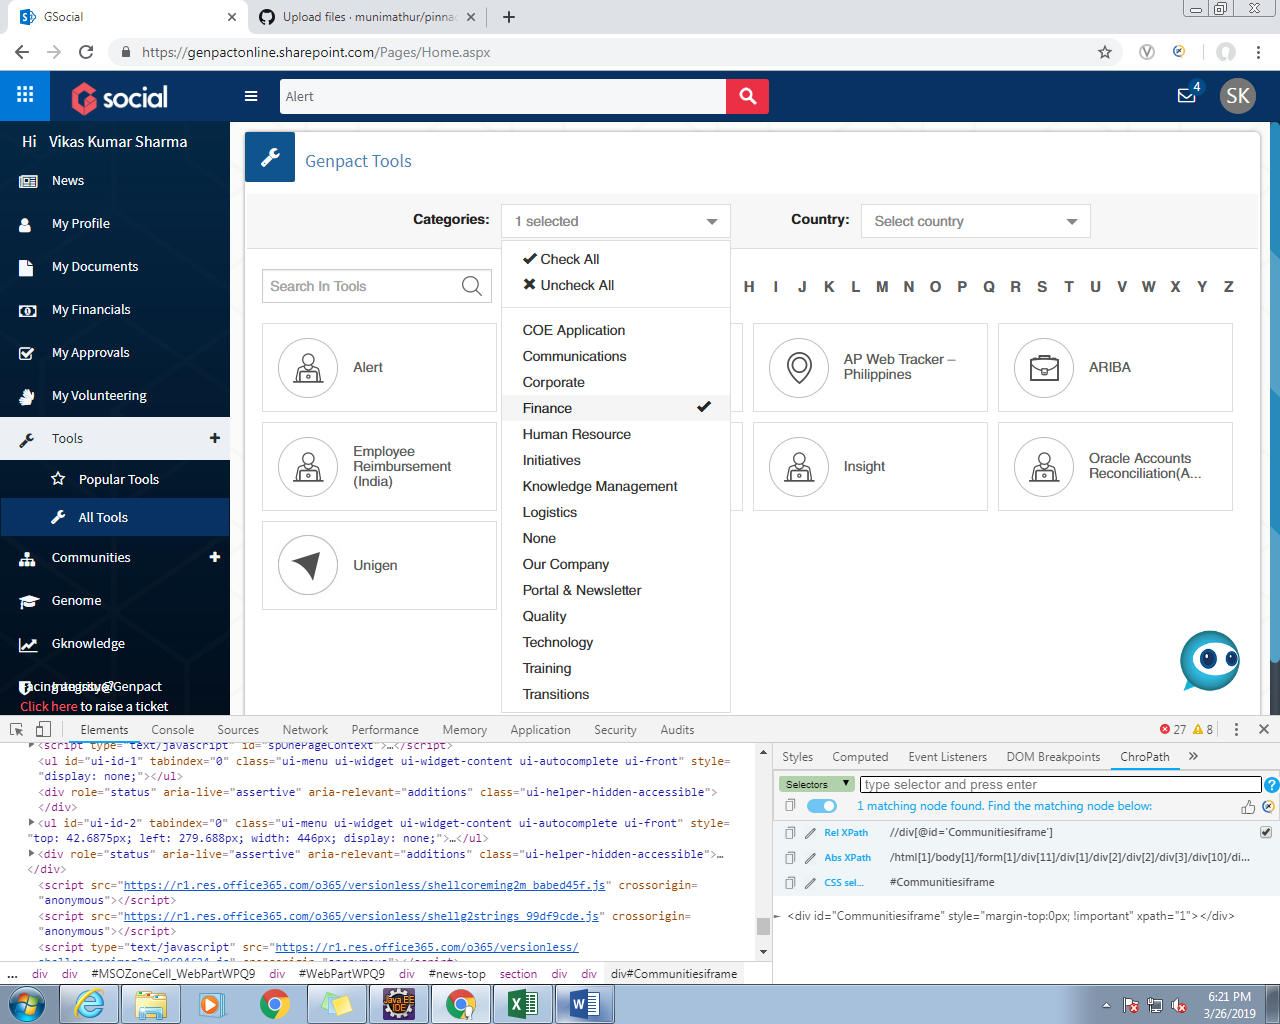 GSocial
Upload files · munimathur/pinnac
https://genpactonline.sharepoint.com/Pages/Home.aspx
social
Alert
4
SK
Hi Vikas Kumar Sharma
News
My Profile
My Documents
My Financials
My Approvals
My Volunteering
Tools
Popular Tools
All Tools
Communities
Genome
Gknowledge
Click here to raise a ticket
Genpact Tools
Categories:
1 selected
Country:
Select country
Check All
Uncheck All
COE Application
Communications
Corporate
Finance
Human Resource
Initiatives
Knowledge Management
Logistics
None
Our Company
Portal & Newsletter
Quality
Technology
Training
Transitions
Search In Tools
H I J K L M N O P Q R S T U V W X Y Z
Alert
AP Web Tracker –
Philippines
ARIBA
Employee
Reimbursement
(India)
Insight
Oracle Accounts
Reconciliation(A...
Unigen
Elements Console Sources Network Performance Memory Application Security Audits
27 8
<script type="text/javascript" id="spOnePageContext">…</script>
<ul id="ui-id-1" tabindex="0" class="ui-menu ui-widget ui-widget-content ui-autocomplete ui-front" style=
"display: none;"></ul>
<div role="status" aria-live="assertive" aria-relevant="additions" class="ui-helper-hidden-accessible">
</div>
<ul id="ui-id-2" tabindex="0" class="ui-menu ui-widget ui-widget-content ui-autocomplete ui-front" style=
"top: 42.6875px; left: 279.688px; width: 446px; display: none;">…</ul>
<div role="status" aria-live="assertive" aria-relevant="additions" class="ui-helper-hidden-accessible">…
</div>
<script src="https://r1.res.office365.com/o365/versionless/shellcoreming2m_babed45f.js" crossorigin=
"anonymous"></script>
<script src="https://r1.res.office365.com/o365/versionless/shellg2strings_99df9cde.js" crossorigin=
"anonymous"></script>
<script type="text/javascript" src="https://r1.res.office365.com/o365/versionless/
... div div #MSOZoneCell_WebPartWPQ9 div #WebPartWPQ9 div #news-top section div div div#Communitiesiframe
Styles Computed Event Listeners DOM Breakpoints ChroPath »
Selectors
type selector and press enter
?
1 matching node found. Find the matching node below:
Rel XPath //div[@id='Communitiesiframe']
Abs XPath /html[1]/body[1]/form[1]/div[11]/div[1]/div[2]/div[2]/div[3]/div[10]/di...
CSS sel... #Communitiesiframe
<div id="Communitiesiframe" style="margin-top:0px; !important" xpath="1"></div>
Java EE
IDE
6:21 PM
3/26/2019